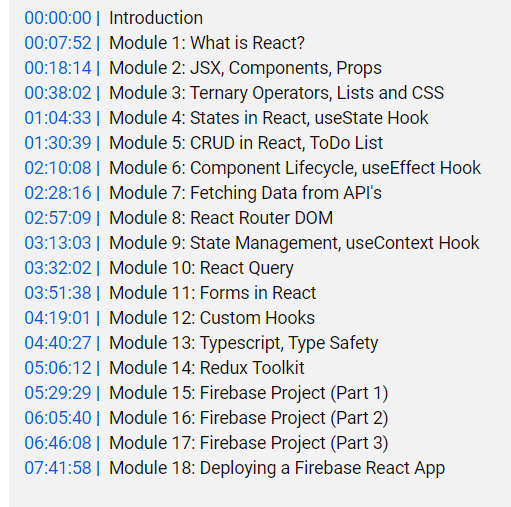 00:00:00 | Introduction
00:07:52 | Module 1: What is React?
00:18:14 | Module 2: JSX, Components, Props
00:38:02 | Module 3: Ternary Operators, Lists and CSS
01:04:33 | Module 4: States in React, useState Hook
01:30:39 | Module 5: CRUD in React, ToDo List
02:10:08 | Module 6: Component Lifecycle, useEffect Hook
02:28:16 | Module 7: Fetching Data from API's
02:57:09 | Module 8: React Router DOM
03:13:03 | Module 9: State Management, useContext Hook
03:32:02 | Module 10: React Query
03:51:38 | Module 11: Forms in React
04:19:01 | Module 12: Custom Hooks
04:40:27 | Module 13: Typescript, Type Safety
05:06:12 | Module 14: Redux Toolkit
05:29:29 | Module 15: Firebase Project (Part 1)
06:05:40 | Module 16: Firebase Project (Part 2)
06:46:08 | Module 17: Firebase Project (Part 3)
07:41:58 | Module 18: Deploying a Firebase React App